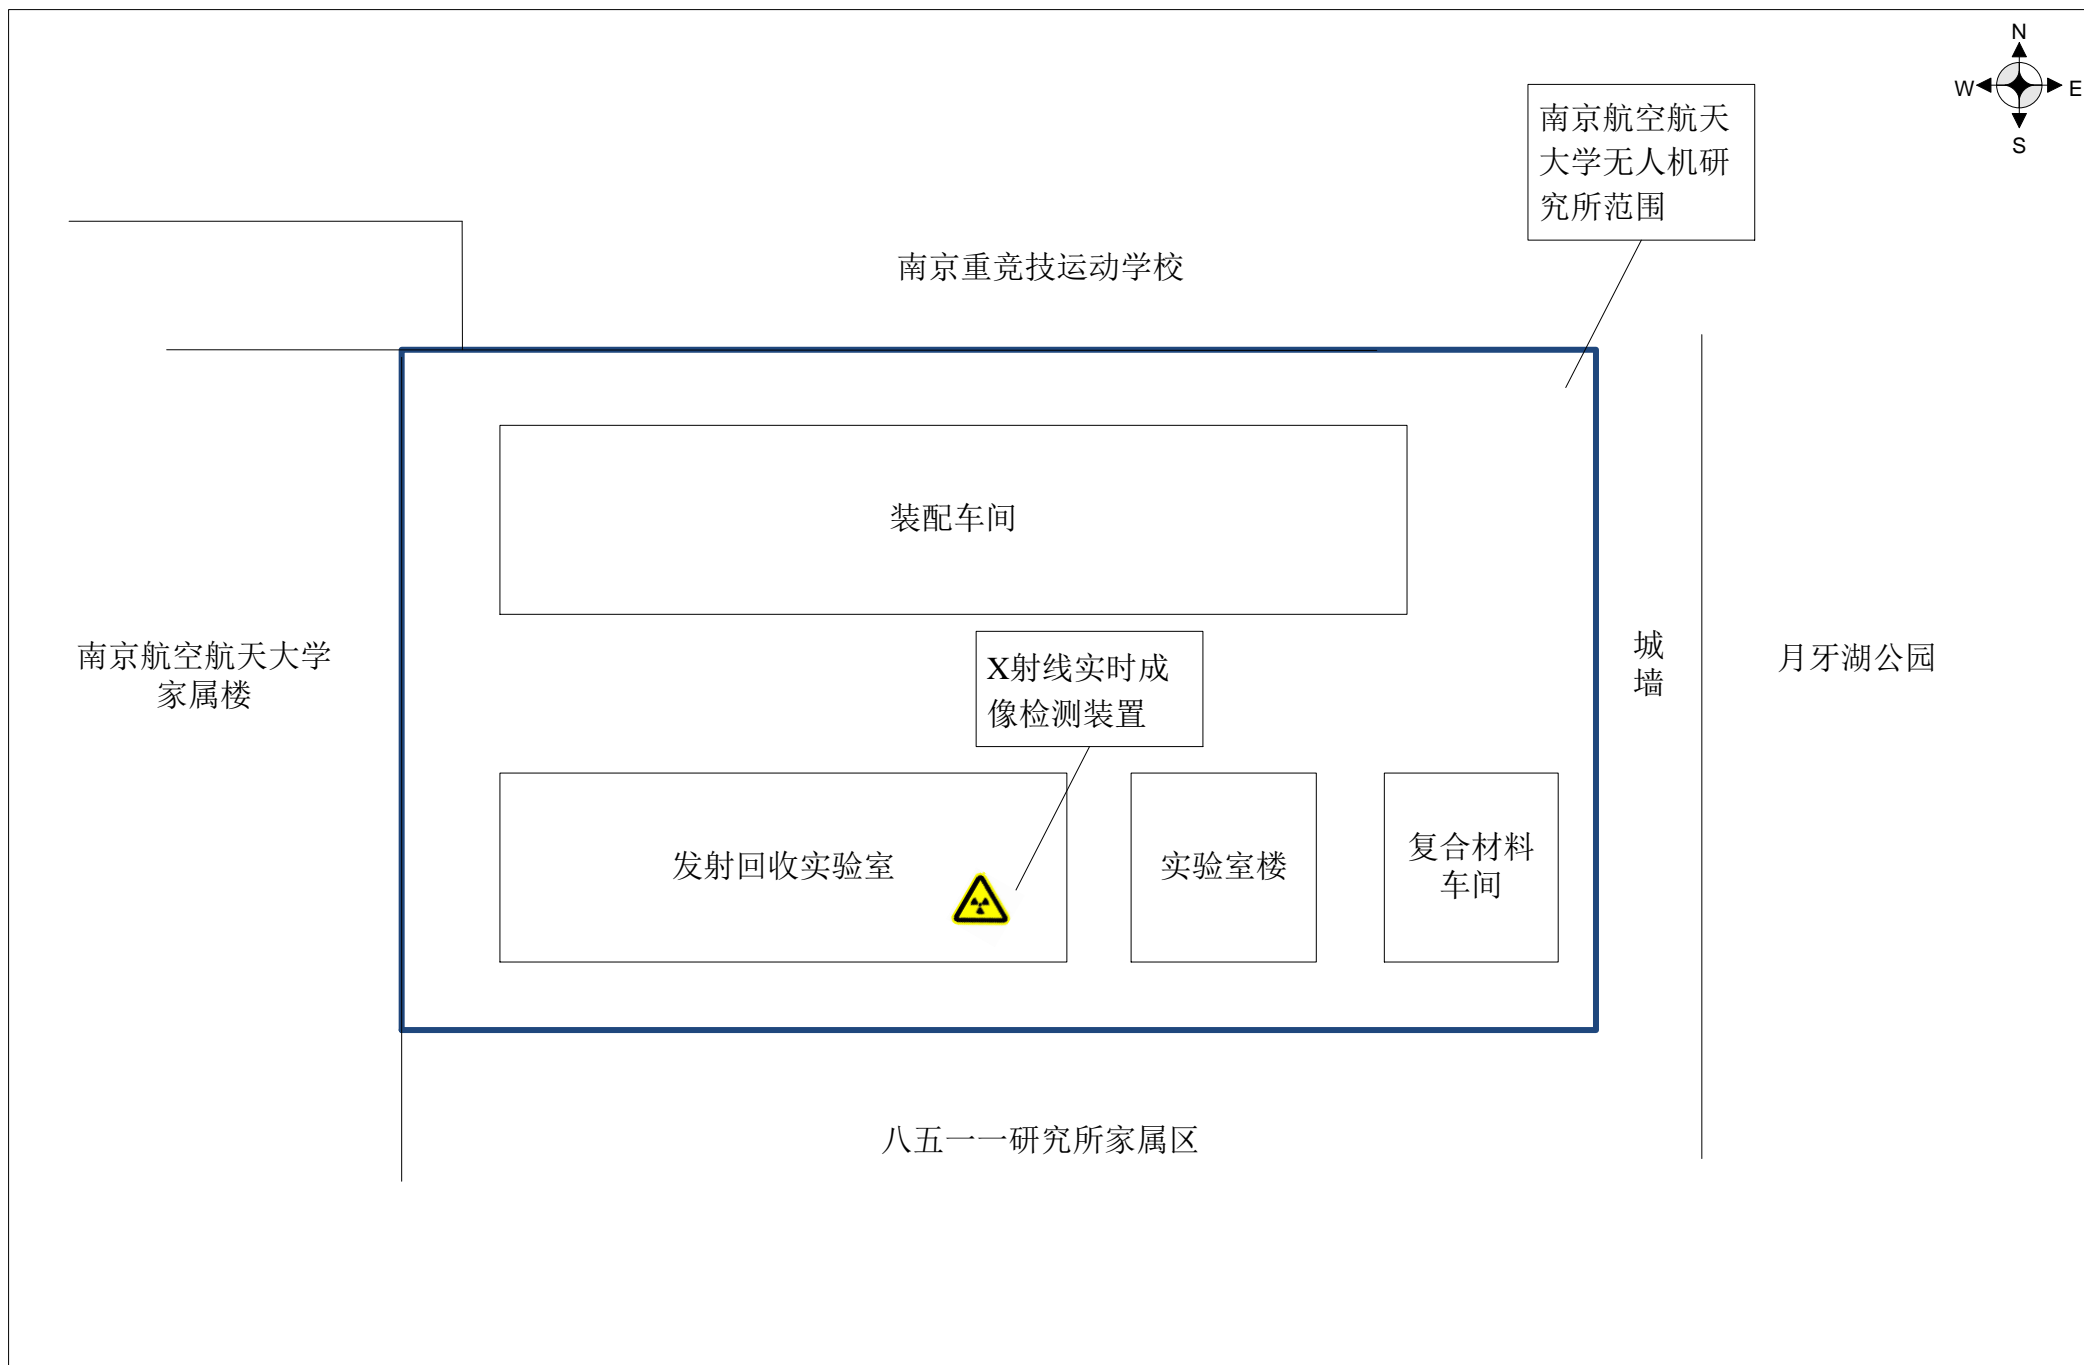 N
W
E
S
南京航空航天
大学无人机研
究所范围
南京重竞技运动学校
装配车间
南京航空航天大学
家属楼
X射线实时成
像检测装置
城
墙
月牙湖公园
发射回收实验室
实验室楼
复合材料
车间
八五一一研究所家属区